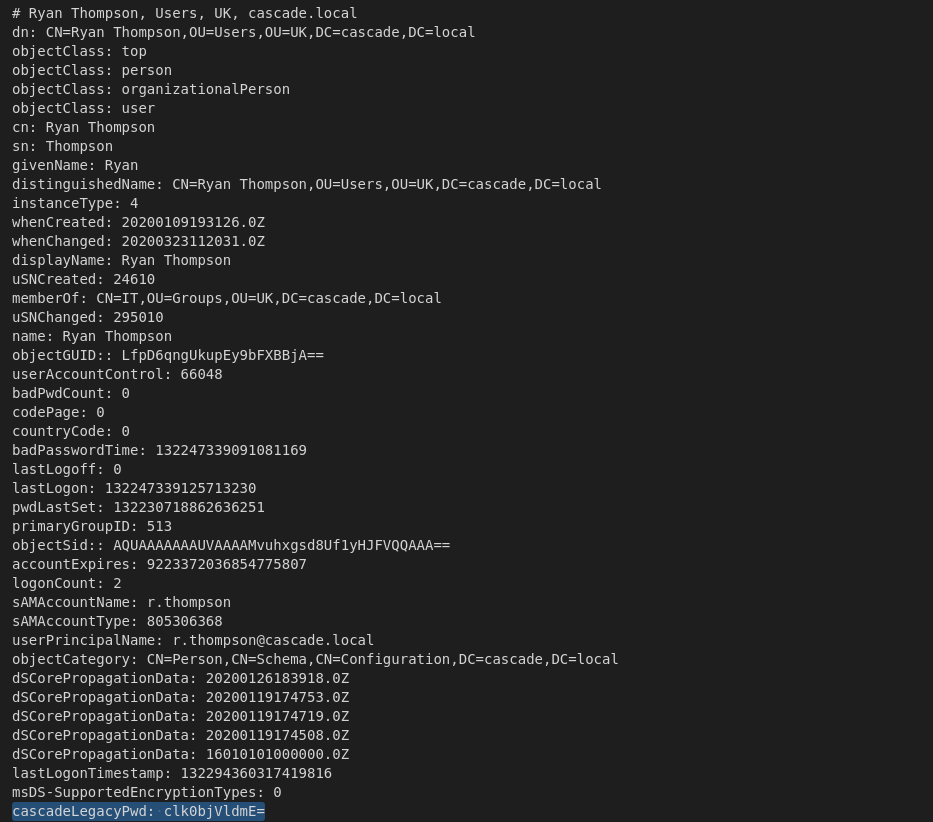 # Ryan Thompson, Users, UK, cascade.local
dn: CN=Ryan Thompson,OU=Users,OU=UK,DC=cascade,DC=local
objectClass: top
objectClass: person
objectClass: organizationalPerson
objectClass: user
cn: Ryan Thompson
sn: Thompson
givenName: Ryan
distinguishedName: CN=Ryan Thompson,OU=Users,OU=UK,DC=cascade,DC=local
instanceType: 4
whenCreated: 20200109193126.0Z
whenChanged: 20200323112031.0Z
displayName: Ryan Thompson
uSNCreated: 24610
memberOf: CN=IT,OU=Groups,OU=UK,DC=cascade,DC=local
uSNChanged: 295010
name: Ryan Thompson
objectGUID:: LfpD6qngUkupEy9bFXBBjA==
userAccountControl: 66048
badPwdCount: 0
codePage: 0
countryCode: 0
badPasswordTime: 132247339091081169
lastLogoff: 0
lastLogon: 132247339125713230
pwdLastSet: 132230718862636251
primaryGroupID: 513
objectSid:: AQUAAAAAAAUVAAAAMvuhxgsd8Uf1yHJFVQQAAA==
accountExpires: 9223372036854775807
logonCount: 2
sAMAccountName: r.thompson
sAMAccountType: 805306368
userPrincipalName: r.thompson@cascade.local
objectCategory: CN=Person,CN=Schema,CN=Configuration,DC=cascade,DC=local
dSCorePropagationData: 20200126183918.0Z
dSCorePropagationData: 20200119174753.0Z
dSCorePropagationData: 20200119174719.0Z
dSCorePropagationData: 20200119174508.0Z
dSCorePropagationData: 16010101000000.0Z
lastLogonTimestamp: 132294360317419816
msDS-SupportedEncryptionTypes: 0
cascadeLegacyPwd: clk0bjVldmE=